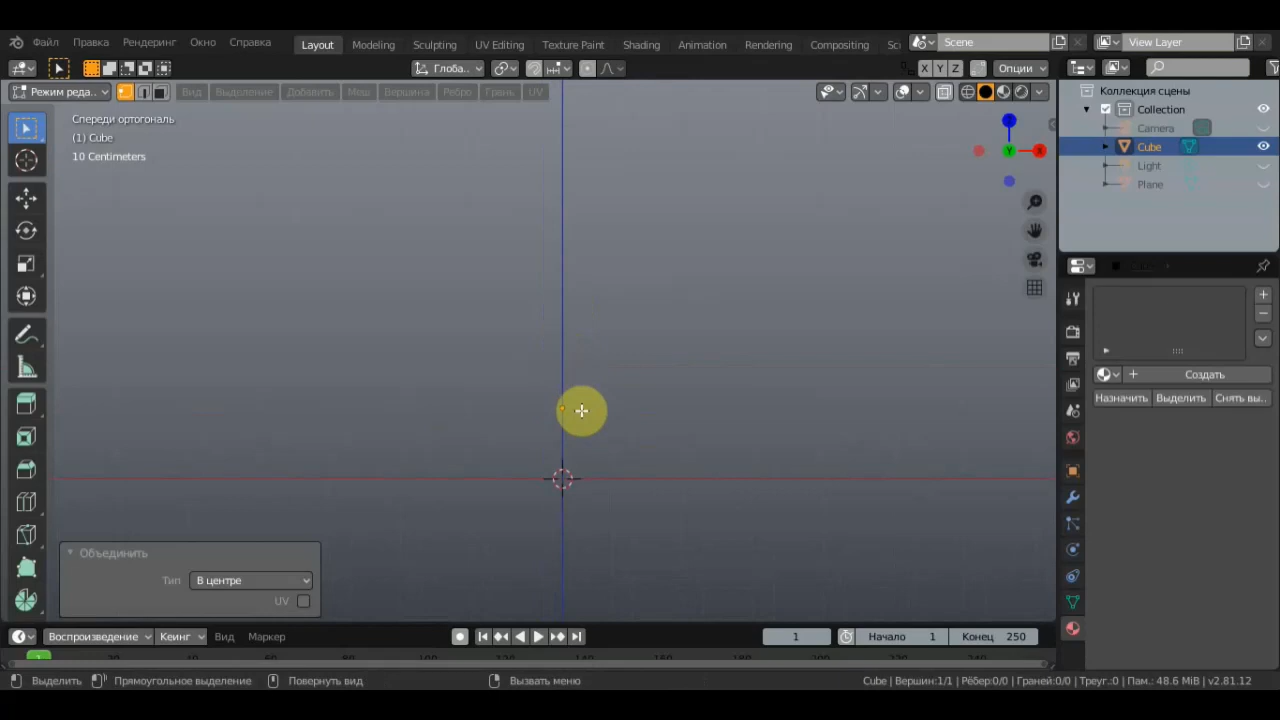 Файл Правка Рендеринг Окно Справка Layout Modeling Sculpting UV Editing Texture Paint Shading Animation Rendering Compositing Sc Scene View Layer
Глоба.. X Y Z Опции
Режим реда.. Вид Выделение Добавить Меш Вершина Ребро Грань UV
Коллекция сцены
Collection
Camera
Cube
Light
Plane
Спереди ортогональ
(1) Cube
10 Centimeters
Z
Y
X
Создать
Назначить Выделить Снять вы..
Объединить
Тип В центре
UV
Воспроизведение Кеинг Вид Маркер 1 Начало 1 Конец 250
1
Выделить Прямоугольное выделение Повернуть вид Вызвать меню Cube | Вершин:1/1 | Рёбер:0/0 | Граней:0/0 | Треуг.:0 | Пам.: 48.6 MiB | v2.81.12